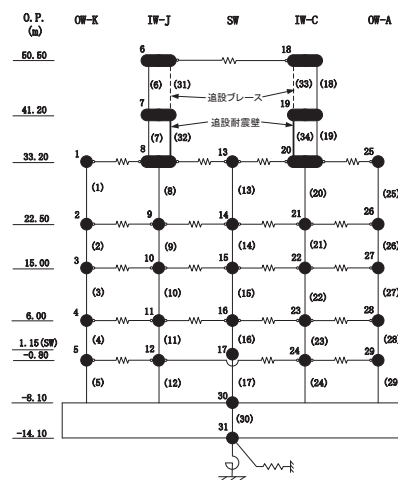 O.P. OW-K IW-J SW IW-C OW-A
(m)
50.50 6 18
(6) (31) (33) (18)
追設ブレース
41.20 7 19
追設耐震壁
(7) (32) (34) (19)
33.20 1 8 13 20 25
(1) (8) (13) (20) (25)
22.50 2 9 14 21 26
(2) (9) (14) (21) (26)
15.00 3 10 15 22 27
(3) (10) (15) (22) (27)
6.00 4 11 16 23 28
(4) (11) (16) (23) (28)
1.15(SW) 17
-0.80 5 12 24 29
(5) (12) (17) (24) (29
-8.10 30
(30)
-14.10 31